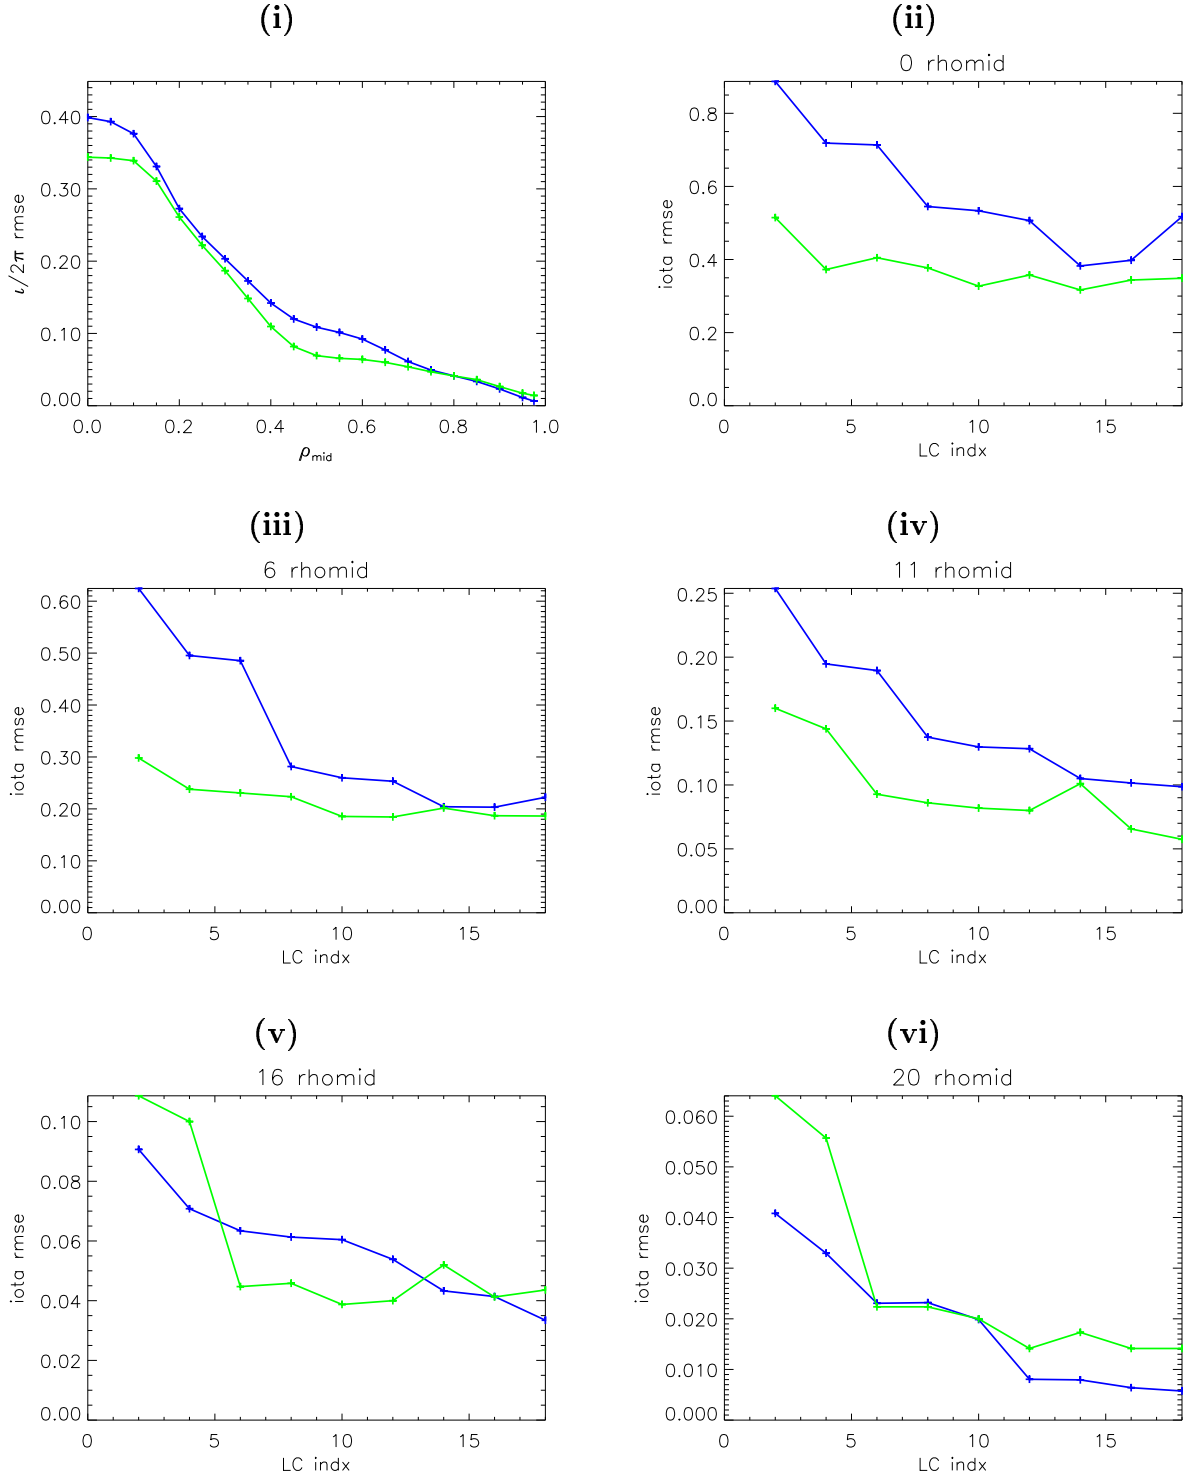 (i)
0.40
0.30
0.20
0.10
0.00
ι/2π rmse
0.0 0.2 0.4 0.6 0.8 1.0
ρmid
(ii)
0 rhomid
0.8
0.6
0.4
0.2
0.0
iota rmse
0 5 10 15
LC indx
(iii)
6 rhomid
0.60
0.50
0.40
0.30
0.20
0.10
0.00
iota rmse
0 5 10 15
LC indx
(iv)
11 rhomid
0.25
0.20
0.15
0.10
0.05
0.00
iota rmse
0 5 10 15
LC indx
(v)
16 rhomid
0.10
0.08
0.06
0.04
0.02
0.00
iota rmse
0 5 10 15
LC indx
(vi)
20 rhomid
0.060
0.050
0.040
0.030
0.020
0.010
0.000
iota rmse
0 5 10 15
LC indx